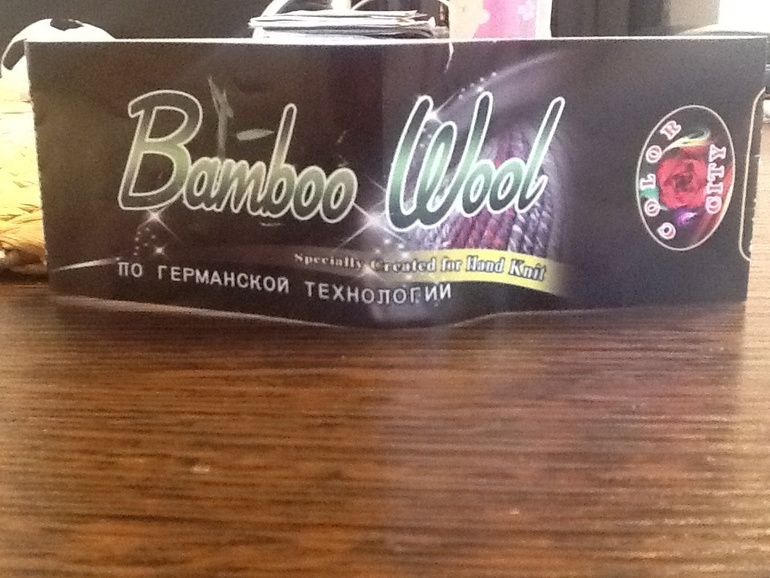 Bamboo Wool
Specially Created for Hand Knit
ПО ГЕРМАНСКОЙ ТЕХНОЛОГИИ
COLOR CITY